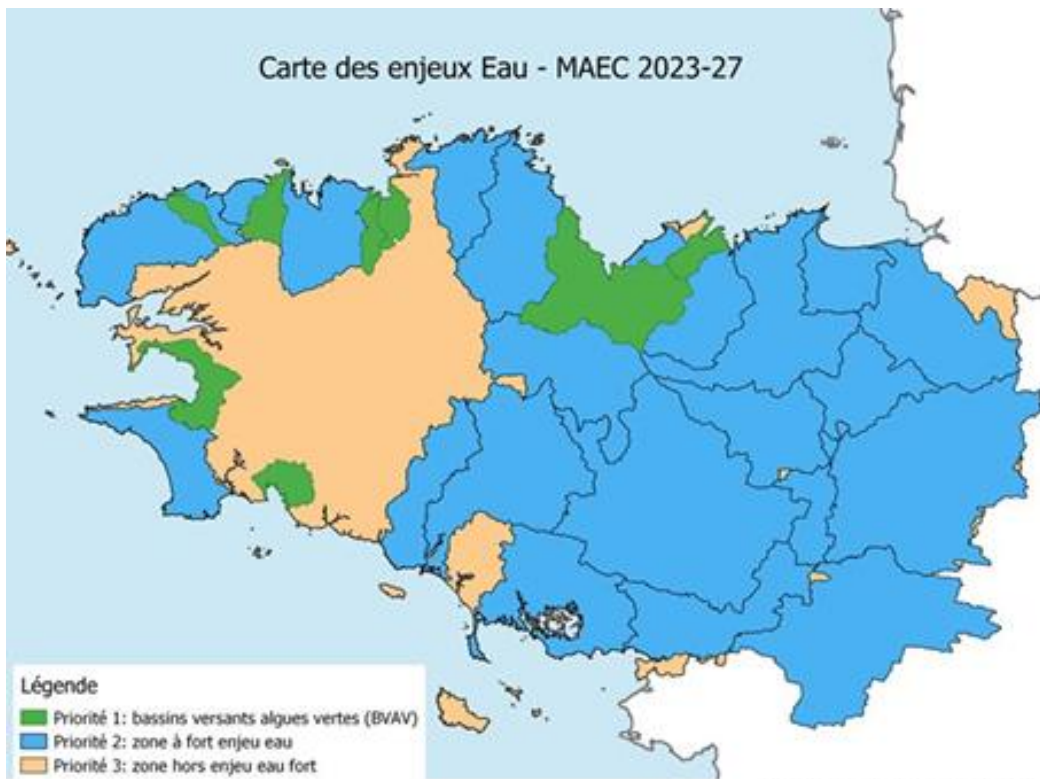 Carte des enjeux Eau - MAEC 2023-27
Légende
Priorité 1: bassins versants algues vertes (BVAV)
Priorité 2: zone à fort enjeu eau
Priorité 3: zone hors enjeu eau fort